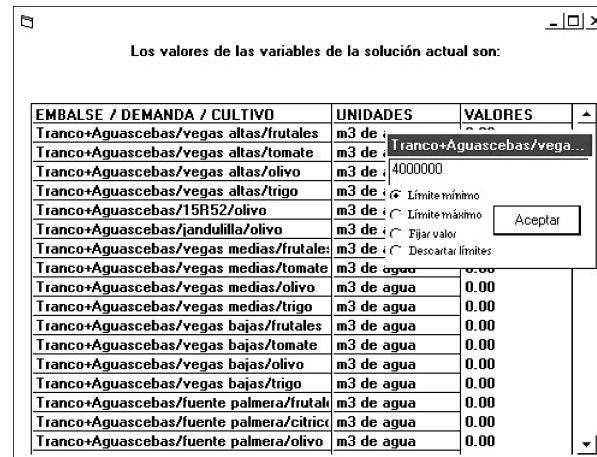 Los valores de las variables de la solución actual son:
EMBALSE / DEMANDA / CULTIVO UNIDADES VALORES
Tranco+Aguascebas/vegas altas/frutales m3 de
Tranco+Aguascebas/vega...
Tranco+Aguascebas/vegas altas/tomate m3 de
4000000
Tranco+Aguascebas/vegas altas/olivo m3 de
Límite mínimo
Tranco+Aguascebas/vegas altas/trigo m3 de
Límite máximo Aceptar
Tranco+Aguascebas/15R52/olivo m3 de
Fijar valor
Tranco+Aguascebas/jandulilla/olivo m3 de
Descartar límites
Tranco+Aguascebas/vegas medias/frutale m3 de
Tranco+Aguascebas/vegas medias/tomate m3 de agua 0.00
Tranco+Aguascebas/vegas medias/olivo m3 de agua 0.00
Tranco+Aguascebas/vegas medias/trigo m3 de agua 0.00
Tranco+Aguascebas/vegas bajas/frutales m3 de agua 0.00
Tranco+Aguascebas/vegas bajas/tomate m3 de agua 0.00
Tranco+Aguascebas/vegas bajas/olivo m3 de agua 0.00
Tranco+Aguascebas/vegas bajas/trigo m3 de agua 0.00
Tranco+Aguascebas/fuente palmera/frutal m3 de agua 0.00
Tranco+Aguascebas/fuente palmera/citric m3 de agua 0.00
Tranco+Aguascebas/fuente palmera/olivo m3 de agua 0.00